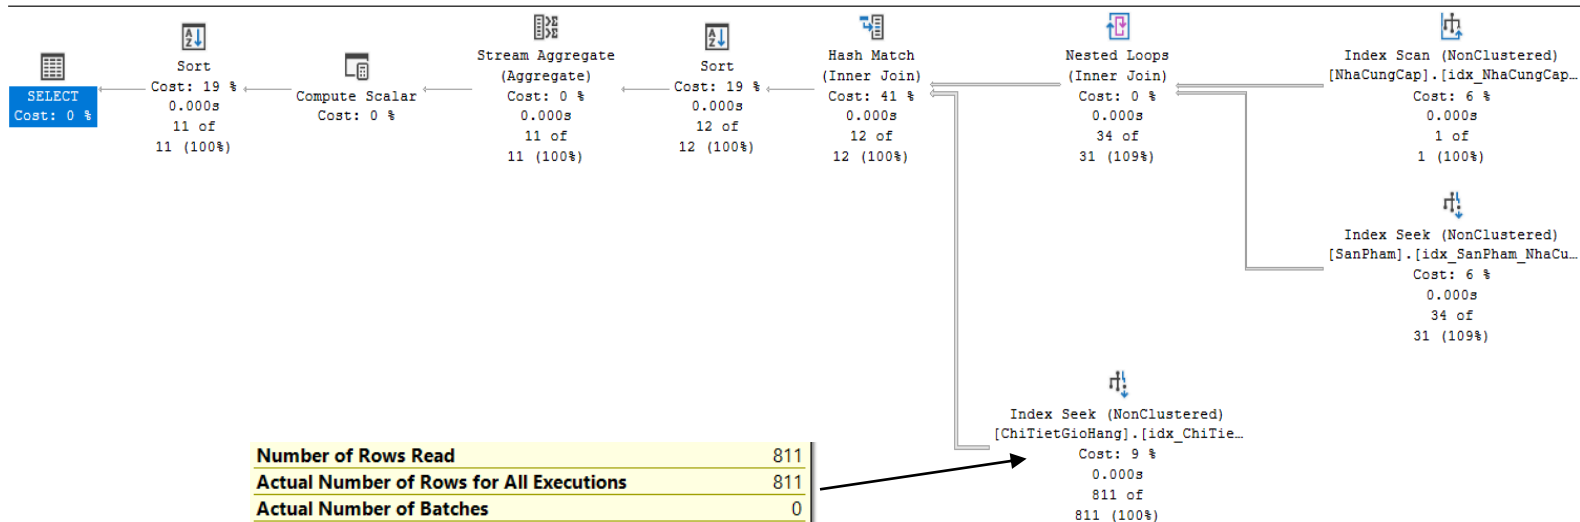 SELECT
Cost: 0 %
Sort
Cost: 19 %
0.000s
11 of
11 (100%)
Compute Scalar
Cost: 0 %
Stream Aggregate
(Aggregate)
Cost: 0 %
0.000s
11 of
11 (100%)
Sort
Cost: 19 %
0.000s
12 of
12 (100%)
Hash Match
(Inner Join)
Cost: 41 %
0.000s
12 of
12 (100%)
Nested Loops
(Inner Join)
Cost: 0 %
0.000s
34 of
31 (109%)
Index Scan (NonClustered)
[NhaCungCap].[idx_NhaCungCap…
Cost: 6 %
0.000s
1 of
1 (100%)
Index Seek (NonClustered)
[SanPham].[idx_SanPham_NhaCu…
Cost: 6 %
0.000s
34 of
31 (109%)
Index Seek (NonClustered)
[ChiTietGioHang].[idx_ChiTie…
Cost: 9 %
0.000s
811 of
811 (100%)
Number of Rows Read 811
Actual Number of Rows for All Executions 811
Actual Number of Batches 0